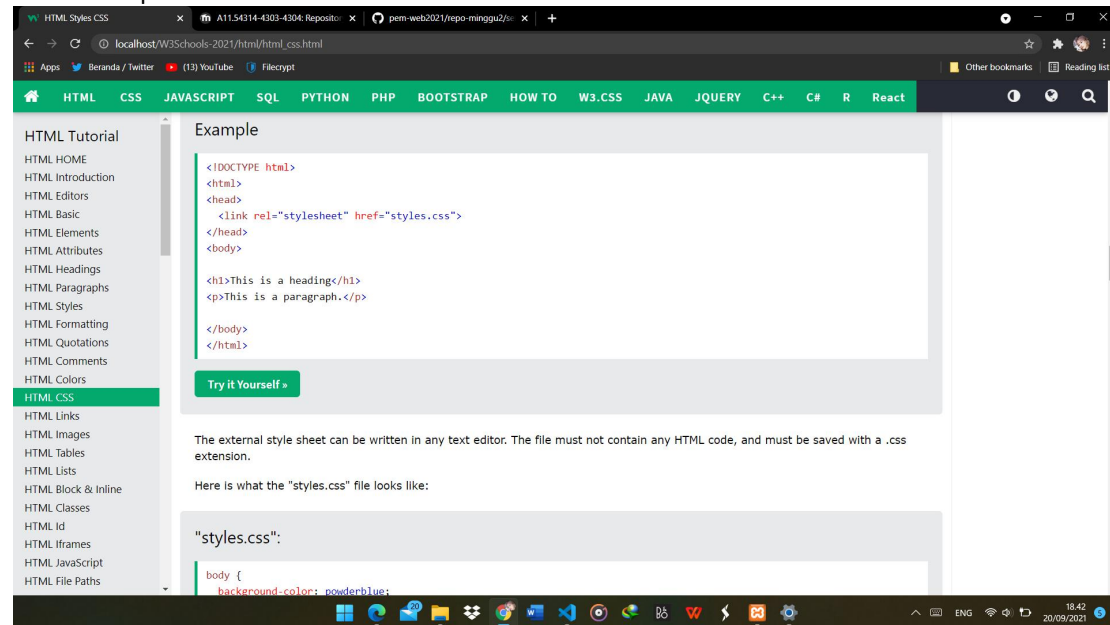 HTML Styles CSS
A11.54314-4303-4304: Repositor
pem-web2021/repo-minggu2/se
localhost/W3Schools-2021/html/html_css.html
Apps Beranda / Twitter (13) YouTube Filecrypt Other bookmarks Reading list
HTML CSS JAVASCRIPT SQL PYTHON PHP BOOTSTRAP HOW TO W3.CSS JAVA JQUERY C++ C# R React
HTML Tutorial
HTML HOME
HTML Introduction
HTML Editors
HTML Basic
HTML Elements
HTML Attributes
HTML Headings
HTML Paragraphs
HTML Styles
HTML Formatting
HTML Quotations
HTML Comments
HTML Colors
HTML CSS
HTML Links
HTML Images
HTML Tables
HTML Lists
HTML Block & Inline
HTML Classes
HTML Id
HTML Iframes
HTML JavaScript
HTML File Paths
Example
<!DOCTYPE html>
<html>
<head>
<link rel="stylesheet" href="styles.css">
</head>
<body>
<h1>This is a heading</h1>
<p>This is a paragraph.</p>
</body>
</html>
Try it Yourself »
The external style sheet can be written in any text editor. The file must not contain any HTML code, and must be saved with a .css
extension.
Here is what the "styles.css" file looks like:
"styles.css":
body {
background-color: powderblue;
20
ENG
18.42
20/09/2021
5